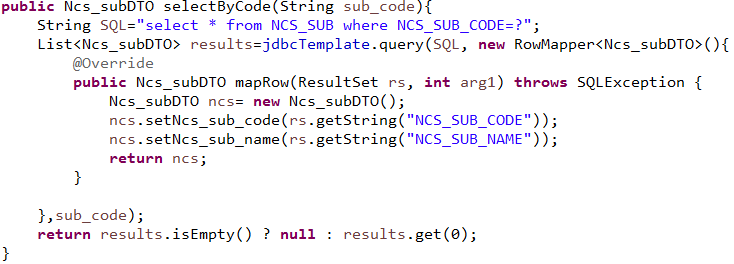 public Ncs_subDTO selectByCode(String sub_code){
    String SQL="select * from NCS_SUB where NCS_SUB_CODE=?";
    List<Ncs_subDTO> results=jdbcTemplate.query(SQL, new RowMapper<Ncs_subDTO>(){
        @Override
        public Ncs_subDTO mapRow(ResultSet rs, int arg1) throws SQLException {
            Ncs_subDTO ncs= new Ncs_subDTO();
            ncs.setNcs_sub_code(rs.getString("NCS_SUB_CODE"));
            ncs.setNcs_sub_name(rs.getString("NCS_SUB_NAME"));
            return ncs;
        }

    },sub_code);
    return results.isEmpty() ? null : results.get(0);
}